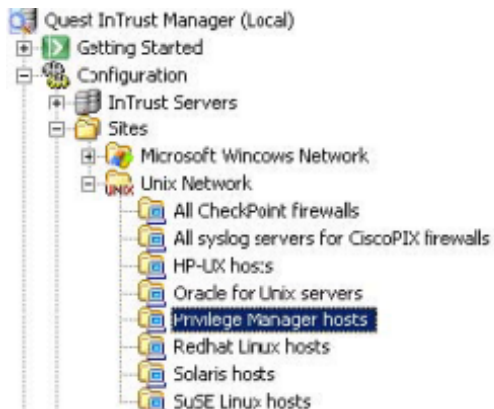 Quest InTrust Manager (Local)
Getting Started
Configuration
InTrust Servers
Sites
Microsoft Windows Network
Unix Network
All CheckPoint firewalls
All syslog servers for CiscoPIX firewalls
HP-UX hosts
Oracle for Unix servers
Privilege Manager hosts
Redhat Linux hosts
Solaris hosts
SuSE Linux hosts